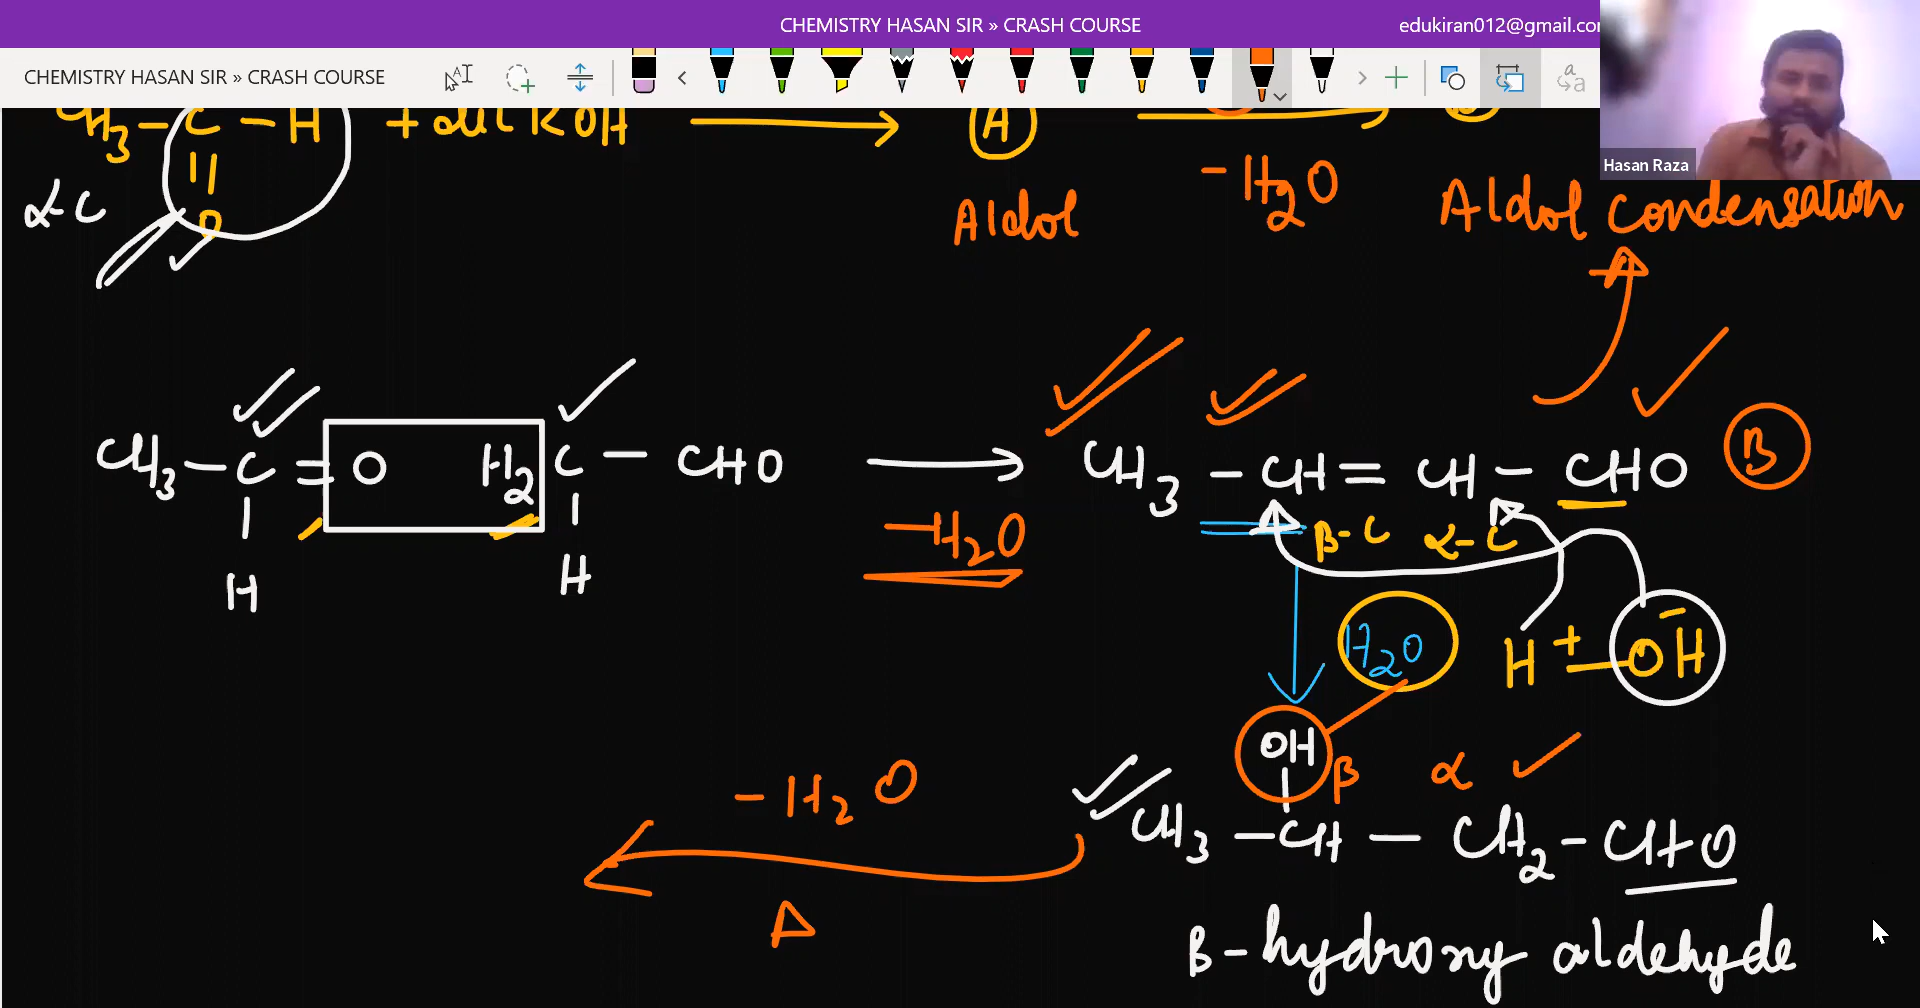 CHEMISTRY HASAN SIR » CRASH COURSE
edukiran012@gmail.co
CHEMISTRY HASAN SIR » CRASH COURSE
Hasan Raza
CH3 – C – H + dil KOH → A
|| 
O
α-C
Aldol
-H2O
Aldol condensation
CH3 – C = O H2 C – CHO → CH3 – CH = CH – CHO B
| |
H H
-H2O
β-C α-C
H2O
H+ – OH-
OH β α
|
CH3 – CH – CH2 – CHO
-H2O
Δ
B-hydroxy aldehyde